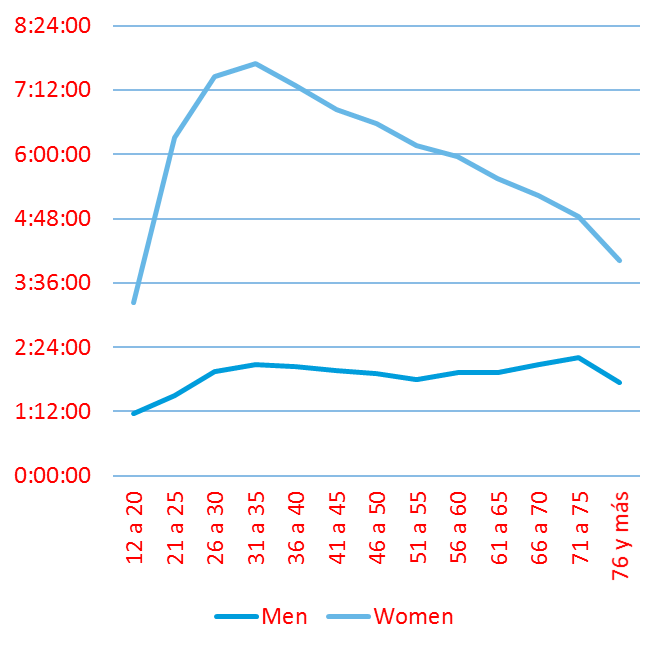 8:24:00
7:12:00
6:00:00
4:48:00
3:36:00
2:24:00
1:12:00
0:00:00
12 a 20
21 a 25
26 a 30
31 a 35
36 a 40
41 a 45
46 a 50
51 a 55
56 a 60
61 a 65
66 a 70
71 a 75
76 y más
Men
Women